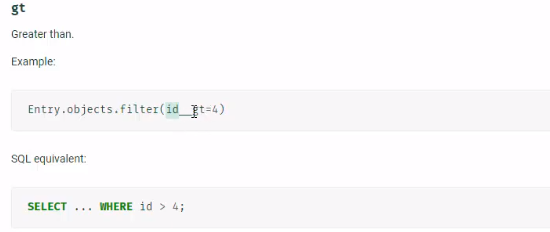 gt
Greater than.
Example:
Entry.objects.filter(id__gt=4)
SQL equivalent:
SELECT ... WHERE id > 4;